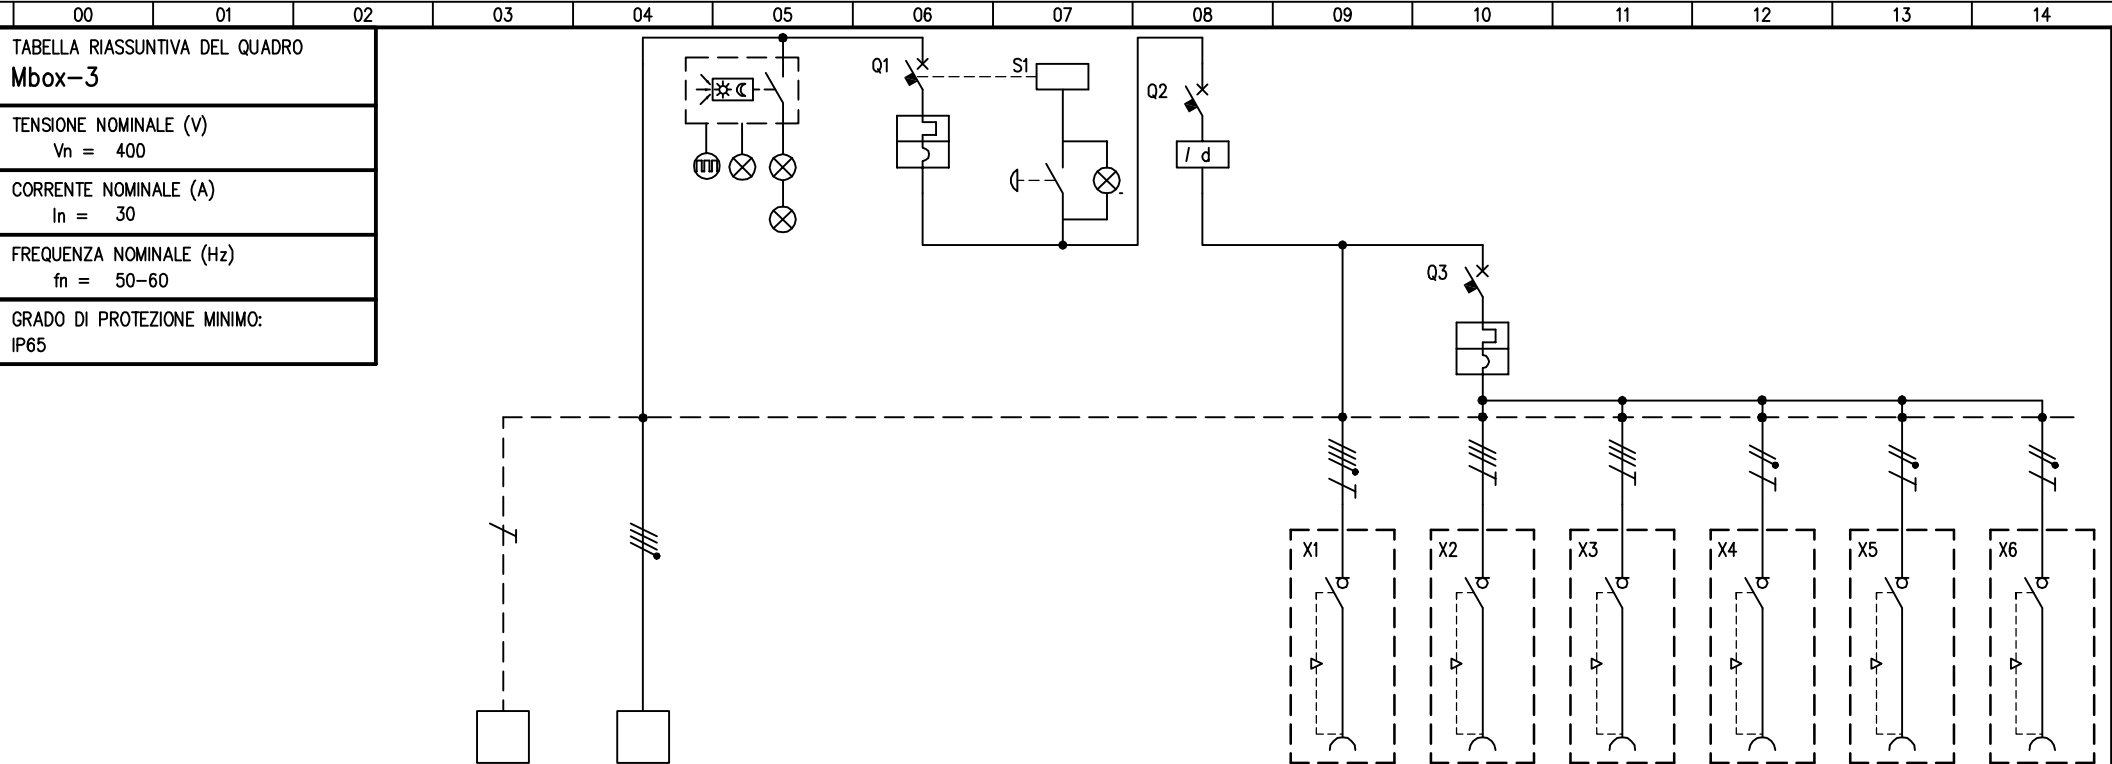 00 01 02 03 04 05 06 07 08 09 10 11 12 13 14
TABELLA RIASSUNTIVA DEL QUADRO
Mbox-3
TENSIONE NOMINALE (V)
Vn = 400
CORRENTE NOMINALE (A)
In = 30
FREQUENZA NOMINALE (Hz)
fn = 50-60
GRADO DI PROTEZIONE MINIMO:
IP65
Q1
S1
Q2
I d
Q3
X1 X2 X3 X4 X5 X6